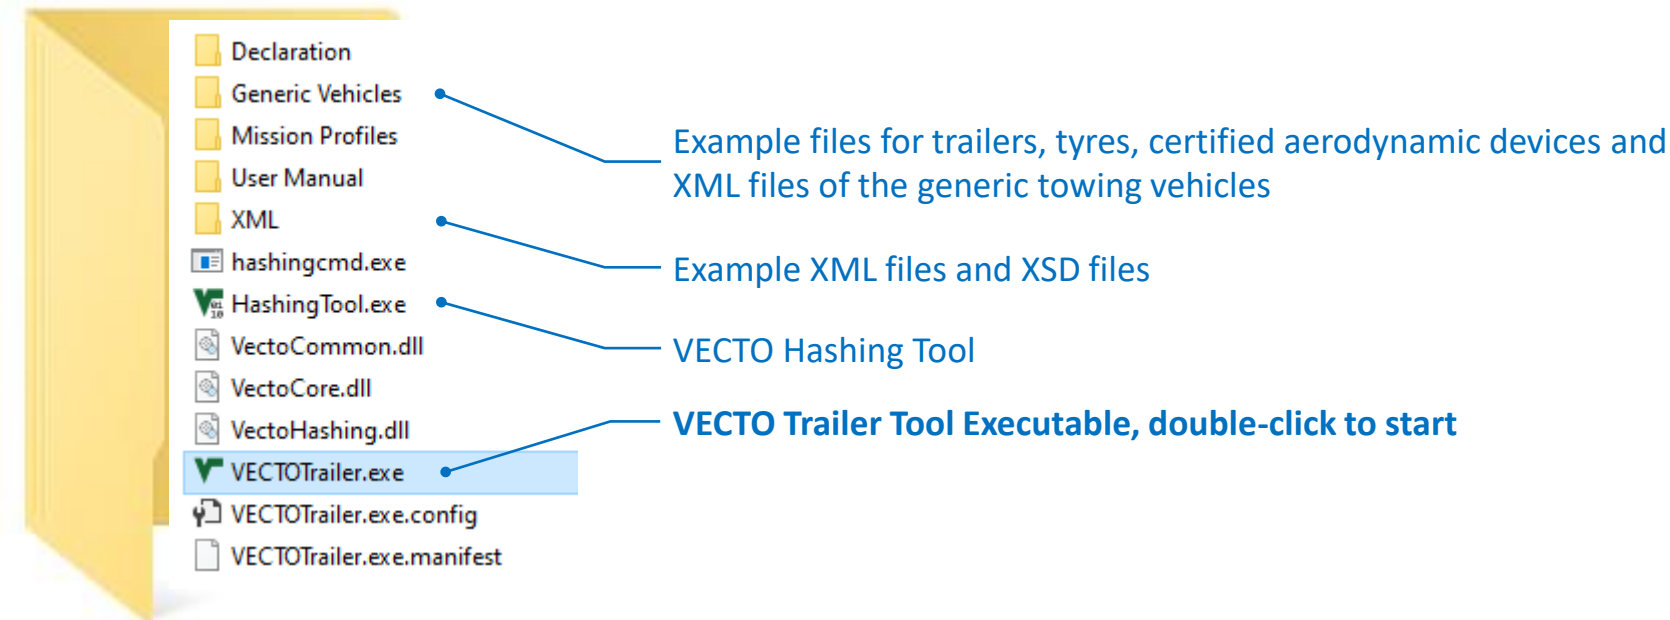 Declaration
Generic Vehicles
Mission Profiles
User Manual
XML
hashingcmd.exe
HashingTool.exe
VectoCommon.dll
VectoCore.dll
VectoHashing.dll
VECTOTrailer.exe
VECTOTrailer.exe.config
VECTOTrailer.exe.manifest
Example files for trailers, tyres, certified aerodynamic devices and
XML files of the generic towing vehicles
Example XML files and XSD files
VECTO Hashing Tool
VECTO Trailer Tool Executable, double-click to start